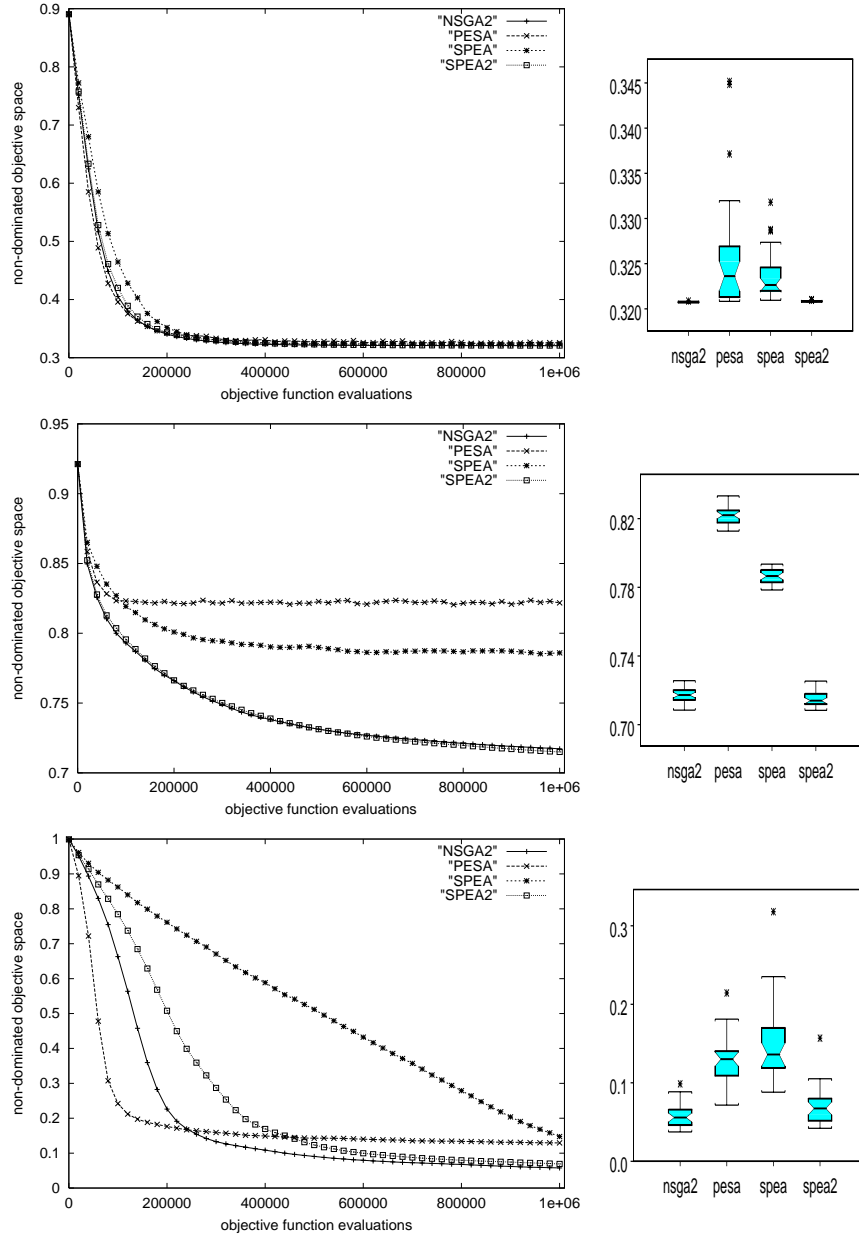 0.9
0.8
0.7
0.6
0.5
0.4
0.3
0
200000
400000
600000
800000
1e+06
non-dominated objective space
objective function evaluations
"NSGA2"
"PESA"
"SPEA"
"SPEA2"
0.345
0.340
0.335
0.330
0.325
0.320
nsga2
pesa
spea
spea2
0.95
0.9
0.85
0.8
0.75
0.7
0
200000
400000
600000
800000
1e+06
non-dominated objective space
objective function evaluations
"NSGA2"
"PESA"
"SPEA"
"SPEA2"
0.82
0.78
0.74
0.70
nsga2
pesa
spea
spea2
1
0.9
0.8
0.7
0.6
0.5
0.4
0.3
0.2
0.1
0
0
200000
400000
600000
800000
1e+06
non-dominated objective space
objective function evaluations
"NSGA2"
"PESA"
"SPEA"
"SPEA2"
0.3
0.2
0.1
0.0
nsga2
pesa
spea
spea2